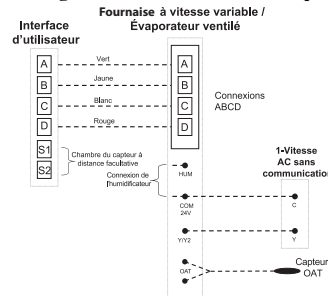 Fournaise à vitesse variable /
Évaporateur ventilé
Interface
d'utilisateur
Vert
A
A
Jaune
B
B
Connexions
ABCD
Blanc
C
C
Rouge
D
D
S1
S2
Chambre du capteur à
distance facultative
Connexion de
l'humidificateur
HUM
1-Vitesse
AC sans
communication
COM
24V
C
Y/Y2
Y
OAT
Capteur
OAT